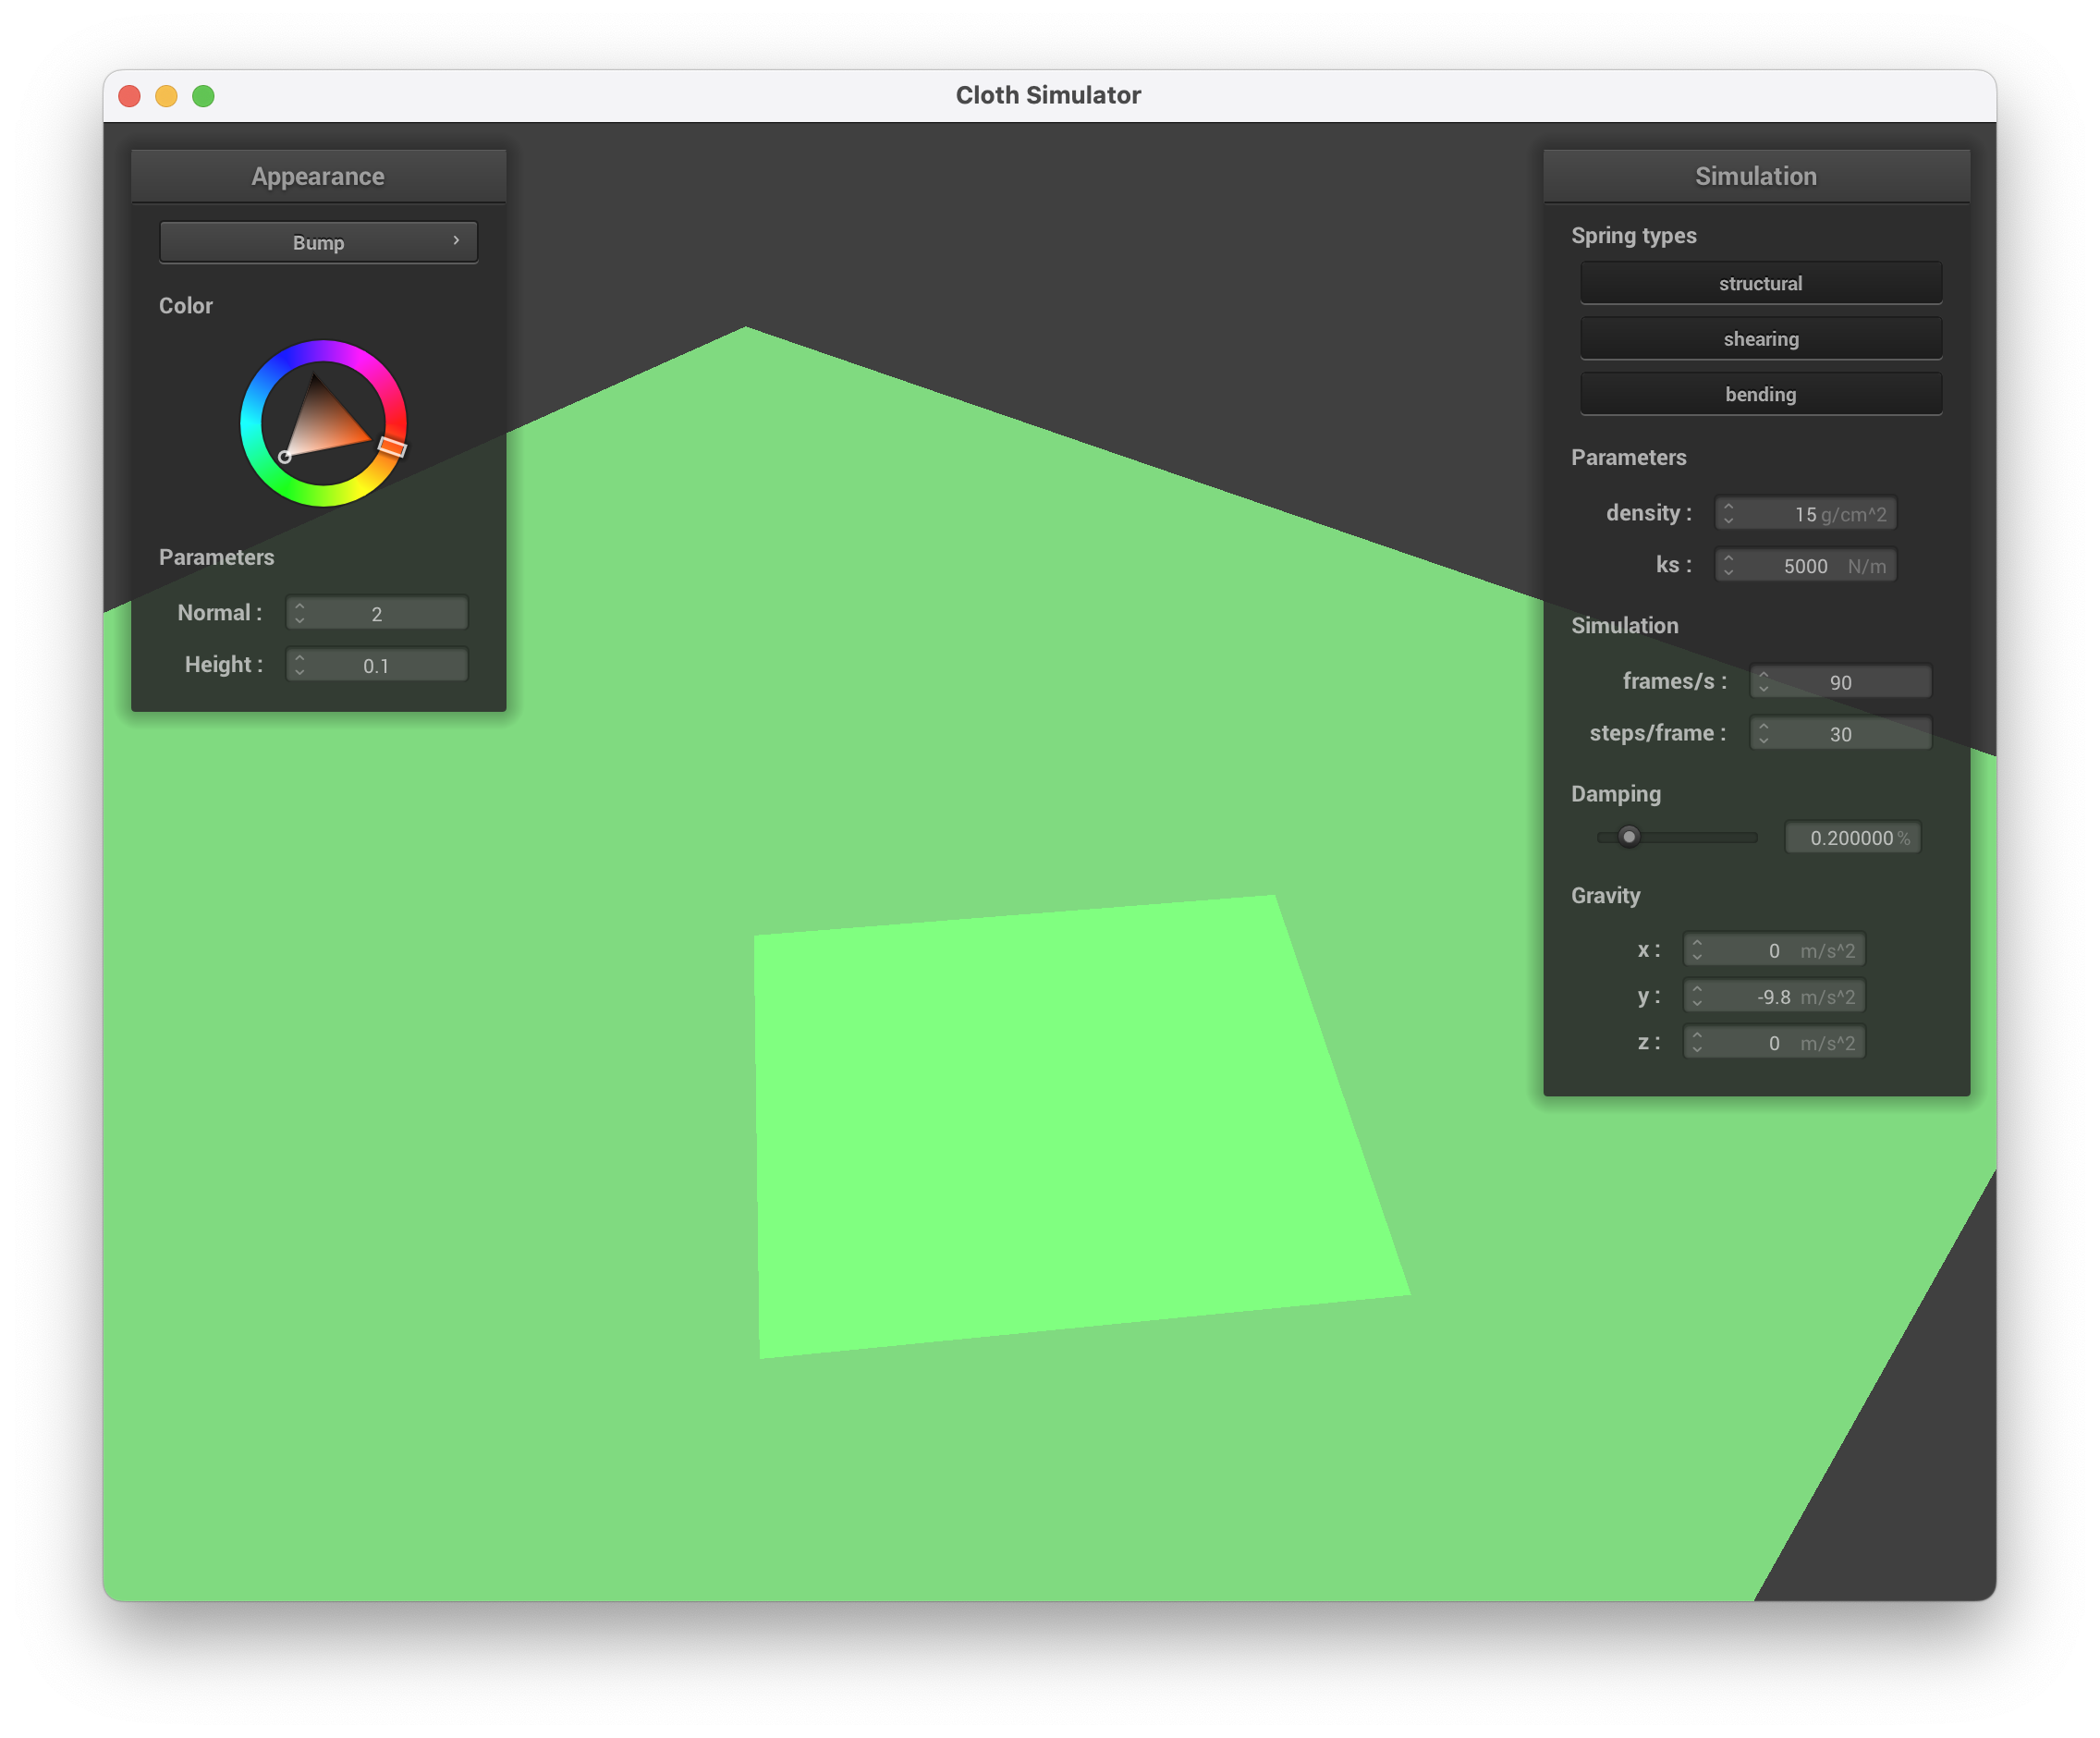 Cloth Simulator
Appearance
Bump
Color
Parameters
Normal : 2
Height : 0.1
Simulation
Spring types
structural
shearing
bending
Parameters
density : 15 g/cm^2
ks : 5000 N/m
Simulation
frames/s : 90
steps/frame : 30
Damping
0.200000 %
Gravity
x : 0 m/s^2
y : -9.8 m/s^2
z : 0 m/s^2